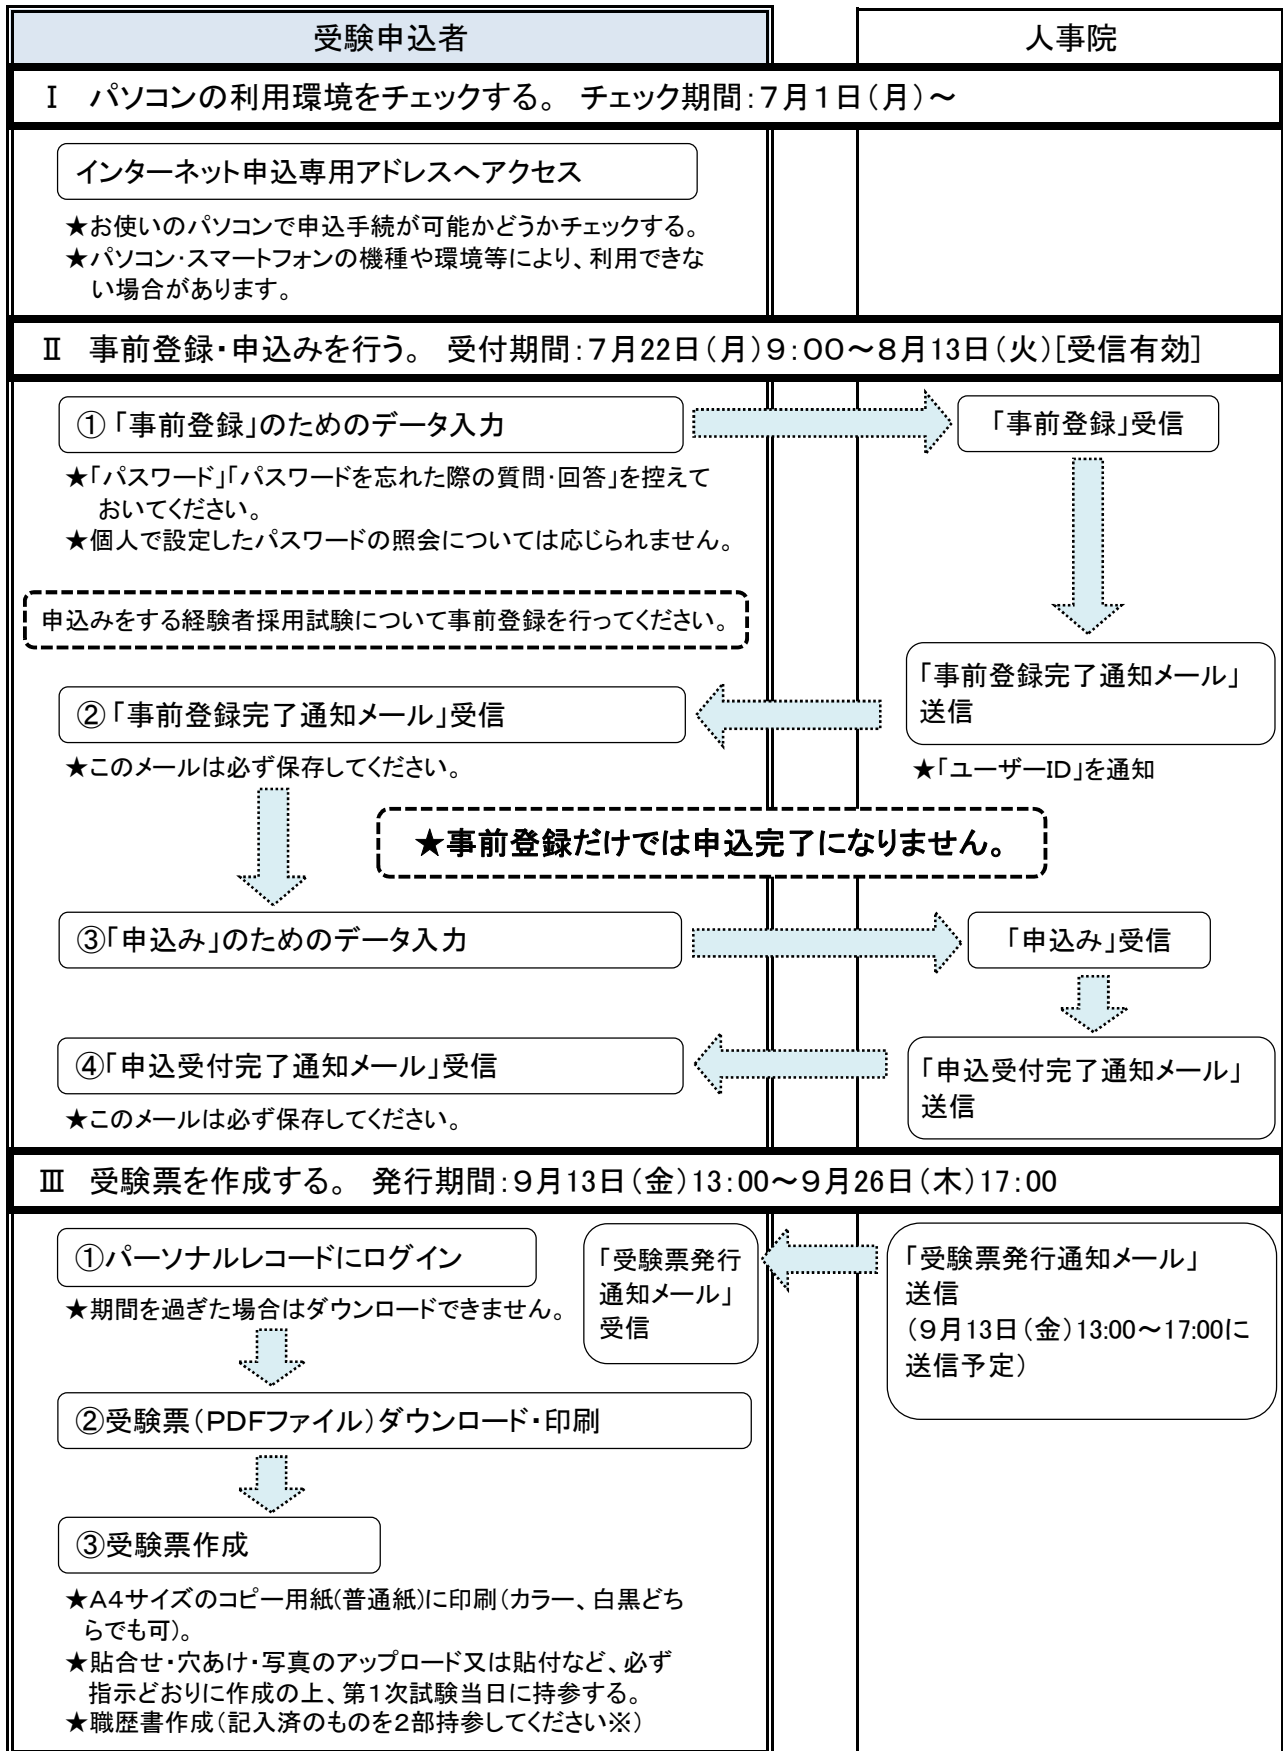 受験申込者
人事院
Ⅰ　パソコンの利用環境をチェックする。　チェック期間：７月１日（月）～
インターネット申込専用アドレスへアクセス
★お使いのパソコンで申込手続が可能かどうかチェックする。
★パソコン・スマートフォンの機種や環境等により、利用できな
い場合があります。
Ⅱ　事前登録・申込みを行う。　受付期間：７月22日（月）９：００～８月13日（火）[受信有効]
①「事前登録」のためのデータ入力
「事前登録」受信
★「パスワード」「パスワードを忘れた際の質問・回答」を控えて
おいてください。
★個人で設定したパスワードの照会については応じられません。
申込みをする経験者採用試験について事前登録を行ってください。
「事前登録完了通知メール」
送信
②「事前登録完了通知メール」受信
★このメールは必ず保存してください。
★「ユーザーＩＤ」を通知
★事前登録だけでは申込完了になりません。
③「申込み」のためのデータ入力
「申込み」受信
④「申込受付完了通知メール」受信
「申込受付完了通知メール」
送信
★このメールは必ず保存してください。
Ⅲ　受験票を作成する。　発行期間：９月13日（金）13：00～９月26日（木）17：00
①パーソナルレコードにログイン
★期間を過ぎた場合はダウンロードできません。
「受験票発行
通知メール」
受信
「受験票発行通知メール」
送信
（９月13日（金）13:00～17:00に
送信予定）
②受験票（ＰＤＦファイル）ダウンロード・印刷
③受験票作成
★Ａ４サイズのコピー用紙(普通紙)に印刷（カラー、白黒どち
らでも可）。
★貼合せ・穴あけ・写真のアップロード又は貼付など、必ず
指示どおりに作成の上、第１次試験当日に持参する。
★職歴書作成（記入済のものを２部持参してください※）